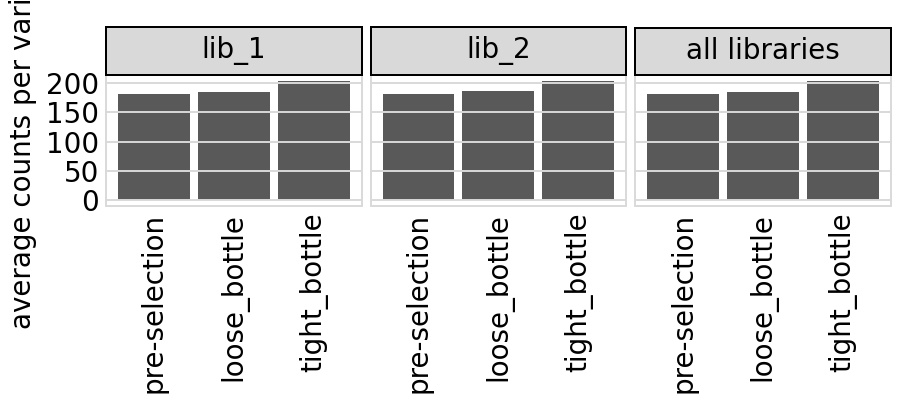 average counts per vari
lib_1
lib_2
all libraries
200
150
100
50
0
pre-selection
loose_bottle
tight_bottle
pre-selection
loose_bottle
tight_bottle
pre-selection
loose_bottle
tight_bottle